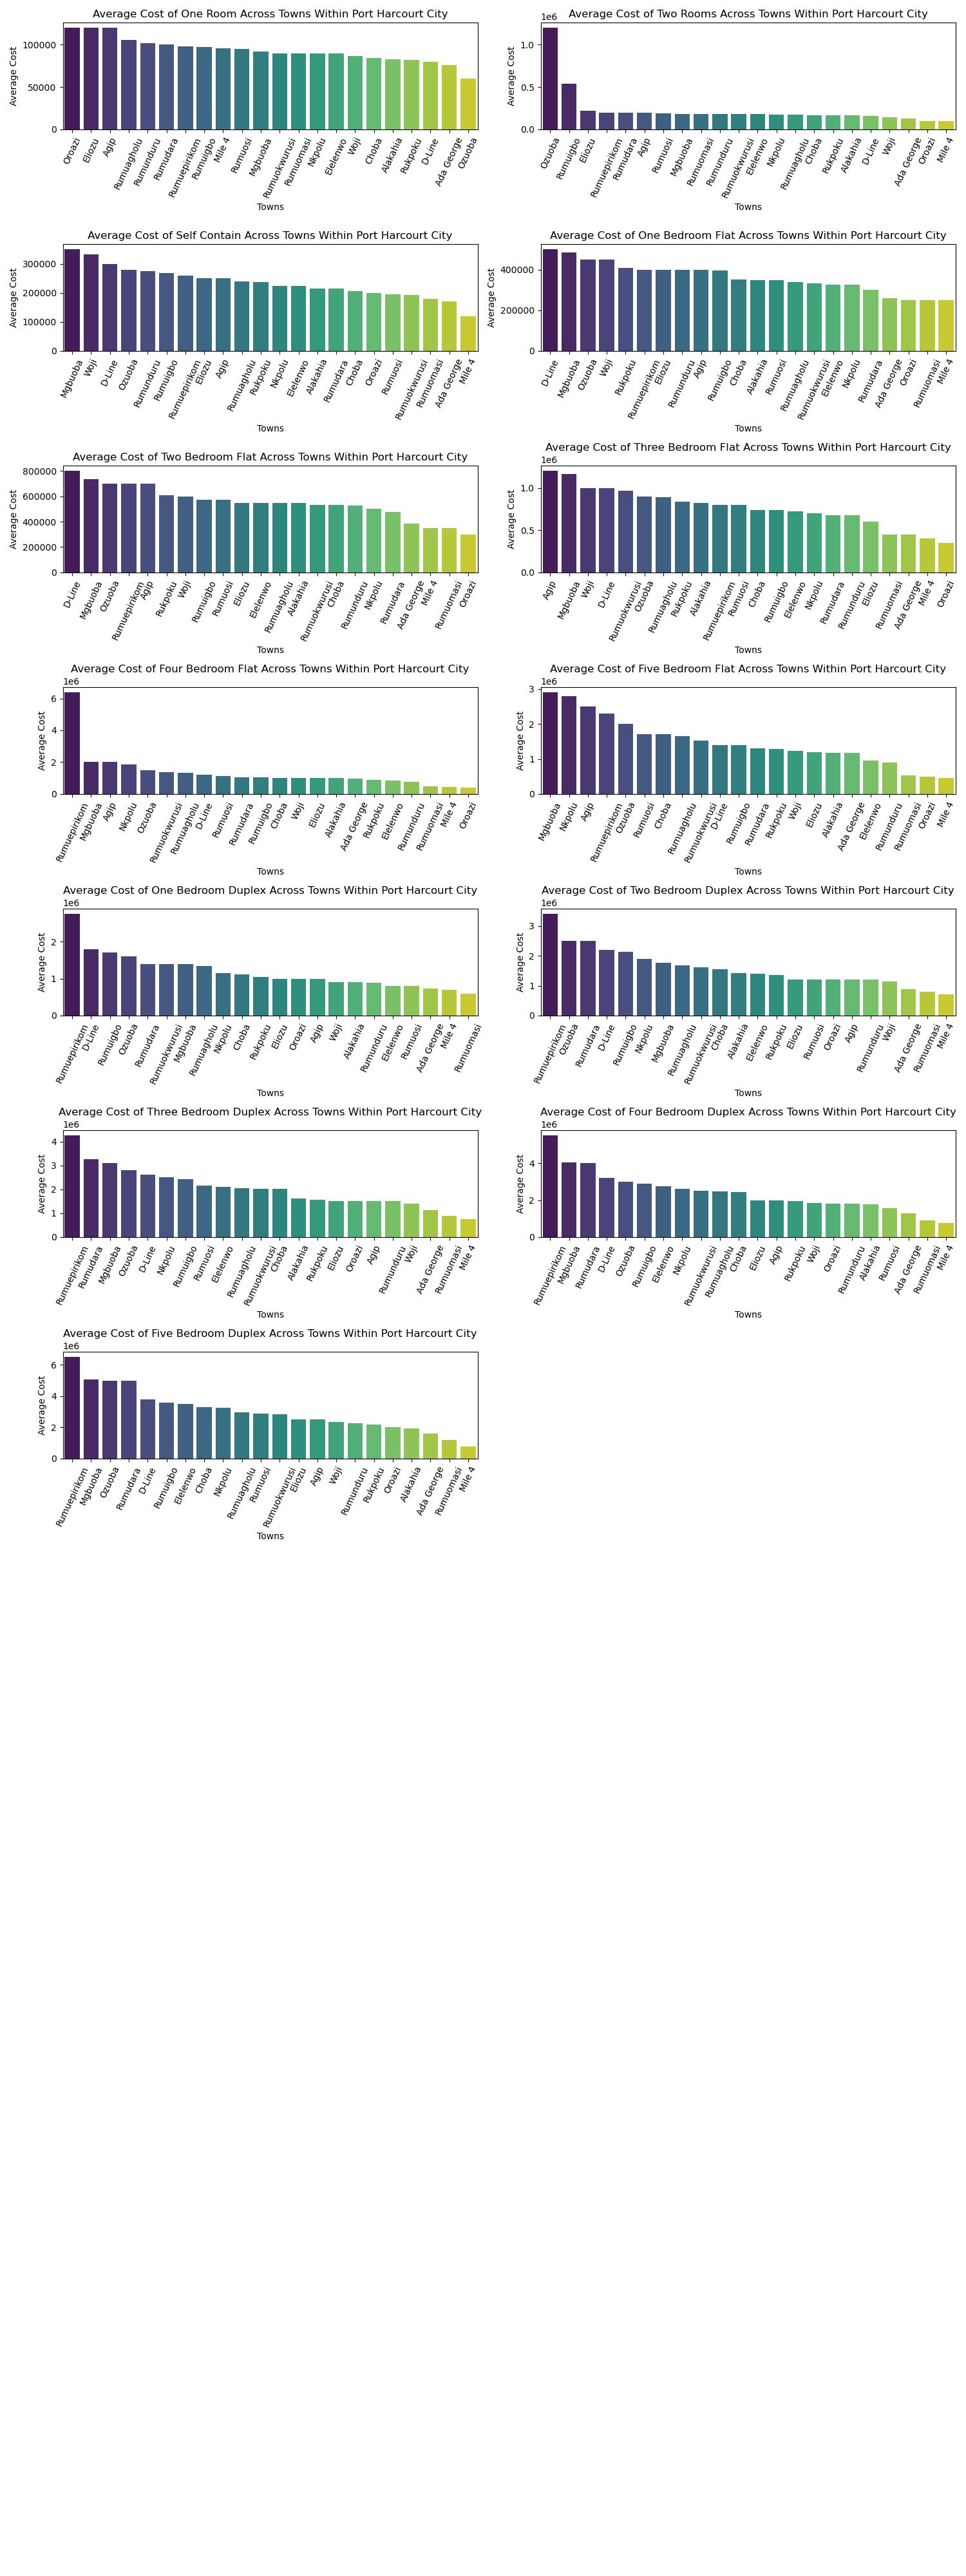 Average Cost of One Room Across Towns Within Port Harcourt City
Average Cost
100000
50000
0
Oroazi Eliozu Agip Rumuagholu Rumunduru Rumudara Rumuepirikom Rumuigbo Mile 4 Rumuosi Mgbuoba Rumuokwurusi Rumuomasi Nkpolu Elelenwo Woji Choba Alakahia Rukpoku D-Line Ada George Ozuoba
Towns
Average Cost of Two Rooms Across Towns Within Port Harcourt City
1e6
Average Cost
1.0
0.5
0.0
Ozuoba Rumuigbo Eliozu Rumuepirikom Rumudara Agip Rumuosi Mgbuoba Rumuomasi Rumunduru Rumuokwurusi Elelenwo Nkpolu Rumuagholu Choba Rukpoku Alakahia D-Line Woji Ada George Oroazi Mile 4
Towns
Average Cost of Self Contain Across Towns Within Port Harcourt City
Average Cost
300000
200000
100000
0
Mgbuoba Woji D-Line Ozuoba Rumunduru Rumuigbo Rumuepirikom Eliozu Agip Rumuagholu Rukpoku Nkpolu Elelenwo Alakahia Rumudara Choba Oroazi Rumuosi Rumuokwurusi Rumuomasi Ada George Mile 4
Towns
Average Cost of One Bedroom Flat Across Towns Within Port Harcourt City
Average Cost
400000
200000
0
D-Line Mgbuoba Ozuoba Woji Rukpoku Rumuepirikom Eliozu Rumunduru Agip Rumuigbo Choba Alakahia Rumuosi Rumuagholu Rumuokwurusi Elelenwo Nkpolu Rumudara Ada George Oroazi Rumuomasi Mile 4
Towns
Average Cost of Two Bedroom Flat Across Towns Within Port Harcourt City
Average Cost
800000
600000
400000
200000
0
D-Line Mgbuoba Ozuoba Rumuepirikom Agip Rukpoku Woji Rumuigbo Rumuosi Eliozu Elelenwo Rumuagholu Alakahia Rumuokwurusi Choba Rumunduru Nkpolu Rumudara Ada George Mile 4 Rumuomasi Oroazi
Towns
Average Cost of Three Bedroom Flat Across Towns Within Port Harcourt City
1e6
Average Cost
1.0
0.5
0.0
Agip Mgbuoba Woji D-Line Rumuokwurusi Ozuoba Rumuagholu Rukpoku Alakahia Rumuepirikom Rumuosi Choba Rumuigbo Elelenwo Nkpolu Rumudara Rumunduru Eliozu Rumuomasi Ada George Mile 4 Oroazi
Towns
Average Cost of Four Bedroom Flat Across Towns Within Port Harcourt City
1e6
Average Cost
6
4
2
0
Rumuepirikom Mgbuoba Agip Nkpolu Ozuoba Rumuokwurusi Rumuagholu D-Line Rumuosi Rumudara Rumuigbo Choba Woji Eliozu Alakahia Ada George Rukpoku Elelenwo Rumunduru Rumuomasi Mile 4 Oroazi
Towns
Average Cost of Five Bedroom Flat Across Towns Within Port Harcourt City
1e6
Average Cost
3
2
1
0
Mgbuoba Nkpolu Agip Rumuepirikom Ozuoba Rumuosi Choba Rumuagholu Rumuokwurusi D-Line Rumuigbo Rumudara Rukpoku Woji Eliozu Alakahia Ada George Elelenwo Rumunduru Rumuomasi Oroazi Mile 4
Towns
Average Cost of One Bedroom Duplex Across Towns Within Port Harcourt City
1e6
Average Cost
2
1
0
Rumuepirikom D-Line Rumuigbo Ozuoba Rumudara Rumuokwurusi Mgbuoba Rumuagholu Nkpolu Choba Rukpoku Eliozu Oroazi Agip Woji Alakahia Rumunduru Elelenwo Rumuosi Ada George Mile 4 Rumuomasi
Towns
Average Cost of Two Bedroom Duplex Across Towns Within Port Harcourt City
1e6
Average Cost
3
2
1
0
Rumuepirikom Ozuoba Rumudara D-Line Rumuigbo Nkpolu Mgbuoba Rumuagholu Rumuokwurusi Choba Alakahia Elelenwo Rukpoku Eliozu Rumuosi Oroazi Agip Rumunduru Woji Ada George Rumuomasi Mile 4
Towns
Average Cost of Three Bedroom Duplex Across Towns Within Port Harcourt City
1e6
Average Cost
4
3
2
1
0
Rumuepirikom Rumudara Mgbuoba Ozuoba D-Line Nkpolu Rumuigbo Rumuosi Elelenwo Rumuagholu Rumuokwurusi Choba Alakahia Rukpoku Eliozu Oroazi Agip Rumunduru Woji Ada George Rumuomasi Mile 4
Towns
Average Cost of Four Bedroom Duplex Across Towns Within Port Harcourt City
1e6
Average Cost
4
2
0
Rumuepirikom Mgbuoba Rumudara D-Line Ozuoba Rumuigbo Elelenwo Nkpolu Rumuokwurusi Rumuagholu Choba Eliozu Agip Rukpoku Woji Oroazi Rumunduru Alakahia Rumuosi Ada George Rumuomasi Mile 4
Towns
Average Cost of Five Bedroom Duplex Across Towns Within Port Harcourt City
1e6
Average Cost
6
4
2
0
Rumuepirikom Mgbuoba Ozuoba Rumudara D-Line Rumuigbo Elelenwo Choba Nkpolu Rumuagholu Rumuosi Rumuokwurusi Eliozu Agip Woji Rumunduru Rukpoku Oroazi Alakahia Ada George Rumuomasi Mile 4
Towns